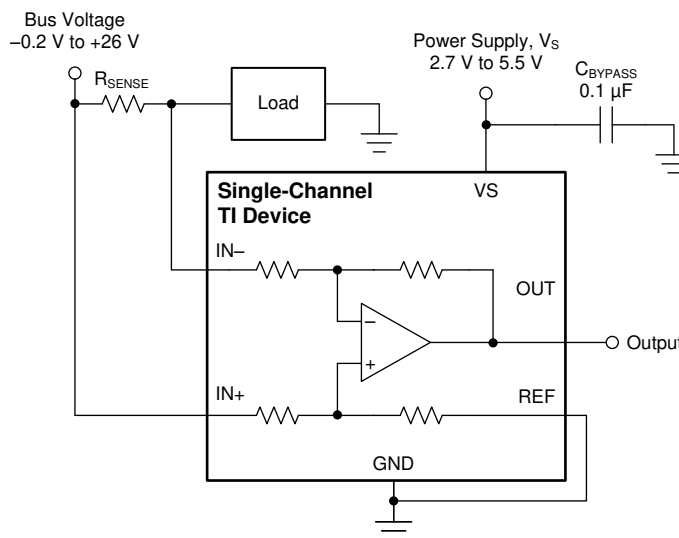 Bus Voltage
–0.2 V to +26 V
Power Supply, VS
2.7 V to 5.5 V
CBYPASS
0.1 µF
RSENSE
Load
Single-Channel
TI Device
VS
IN–
OUT
–
+
Output
IN+
REF
GND